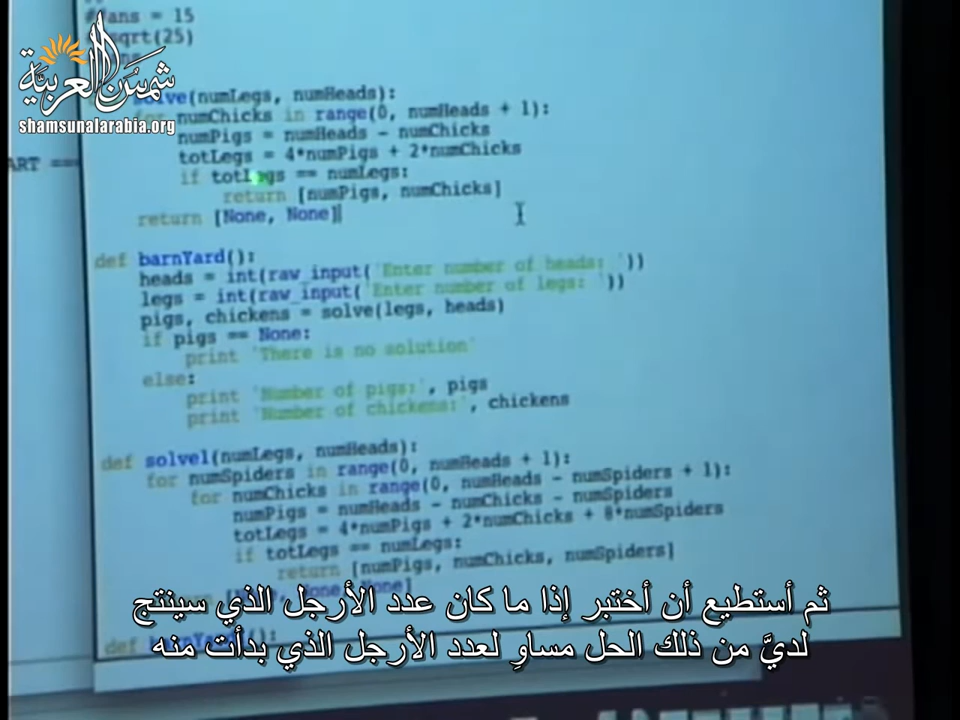 ##ans = 15
sqrt(25)
شمسُ العربية
shamsunalarabia.org
solve(numLegs, numHeads):
for numChicks in range(0, numHeads + 1):
numPigs = numHeads - numChicks
totLegs = 4*numPigs + 2*numChicks
if totLegs == numLegs:
return [numPigs, numChicks]
return [None, None]
def barnYard():
heads = int(raw_input('Enter number of heads: '))
legs = int(raw_input('Enter number of legs: '))
pigs, chickens = solve(legs, heads)
if pigs == None:
print 'There is no solution'
else:
print 'Number of pigs:', pigs
print 'Number of chickens:', chickens
def solve1(numLegs, numHeads):
for numSpiders in range(0, numHeads + 1):
for numChicks in range(0, numHeads - numSpiders + 1):
numPigs = numHeads - numChicks - numSpiders
totLegs = 4*numPigs + 2*numChicks + 8*numSpiders
if totLegs == numLegs:
return [numPigs, numChicks, numSpiders]
None]
def barnYard1():
ART ==
ثم أستطيع أن أختبر إذا ما كان عدد الأرجل الذي سينتج
لديَّ من ذلك الحل مساوٍ لعدد الأرجل الذي بدأت منه